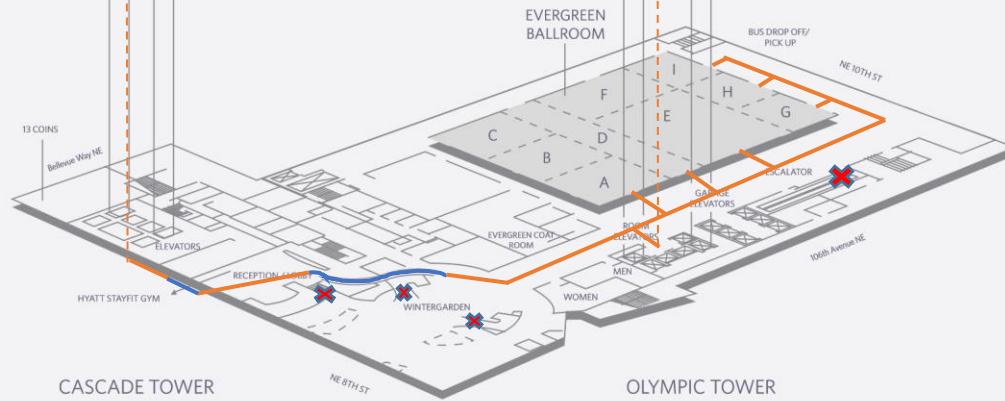 EVERGREEN
BALLROOM
BUS DROP OFF/
PICK UP
NE 10TH ST
I
F
H
G
E
C
D
B
A
13 COINS
Bellevue Way NE
ESCALATOR
GARAGE
ELEVATORS
ROOM
ELEVATORS
EVERGREEN COAT
ROOM
ELEVATORS
106th Avenue NE
RECEPTION / LOBBY
MEN
HYATT STAYFIT GYM
WINTERGARDEN
WOMEN
NE 8TH ST
CASCADE TOWER
OLYMPIC TOWER